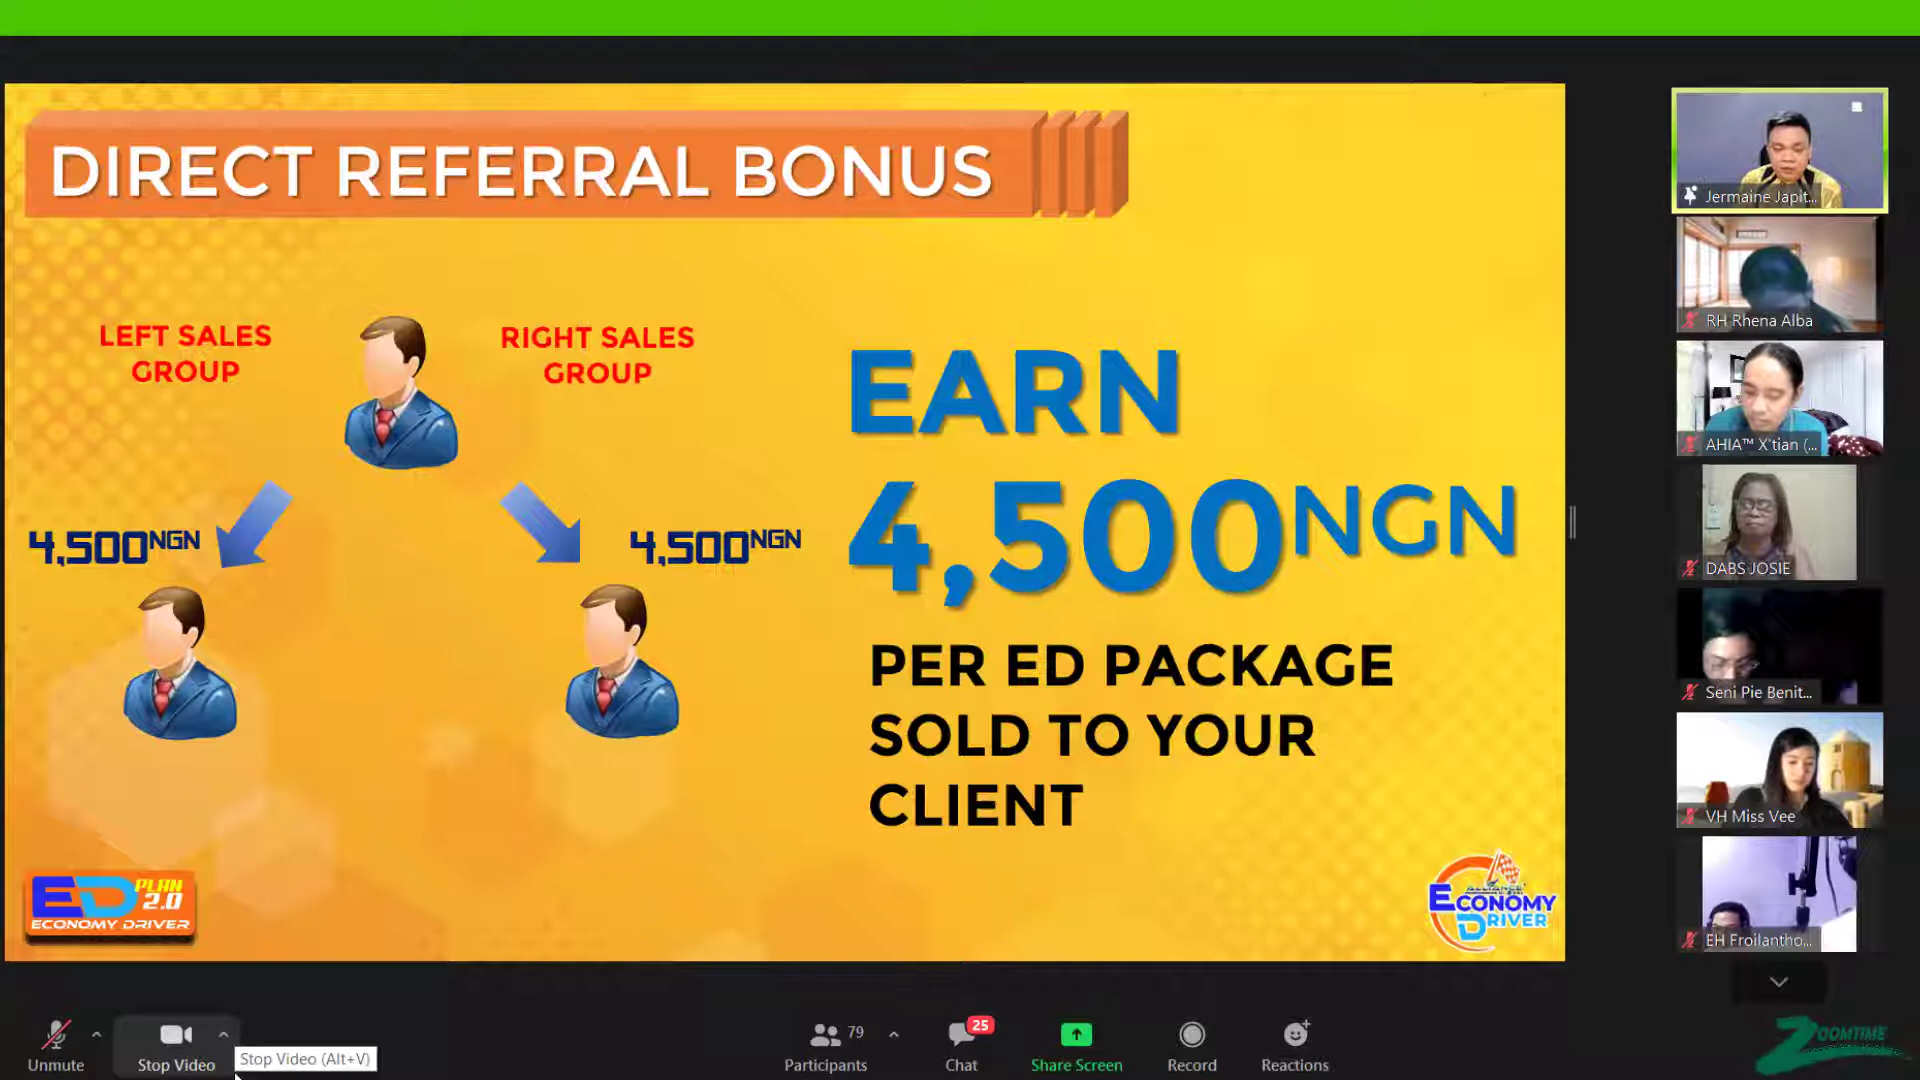 DIRECT REFERRAL BONUS
LEFT SALES
GROUP
RIGHT SALES
GROUP
4,500NGN
4,500NGN
EARN
4,500NGN
PER ED PACKAGE
SOLD TO YOUR
CLIENT
ED PLAN
2.0
ECONOMY DRIVER
ALLIANCE
ECONOMY
DRIVER
Jermaine Japit...
RH Rhena Alba
AHIA™ X'tian (...
DABS JOSIE
Seni Pie Benit...
VH Miss Vee
EH Froilantho...
Unmute
Stop Video
Stop Video (Alt+V)
79
Participants
25
Chat
Share Screen
Record
Reactions
ZOOMTIME